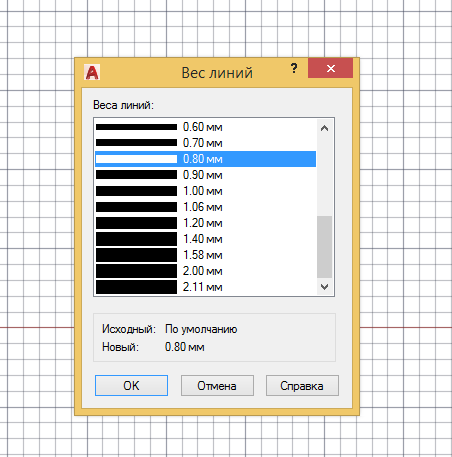 Вес линий
?
Веса линий:
0.60 мм
0.70 мм
0.80 мм
0.90 мм
1.00 мм
1.06 мм
1.20 мм
1.40 мм
1.58 мм
2.00 мм
2.11 мм
Исходный: По умолчанию
Новый: 0.80 мм
OK Отмена Справка